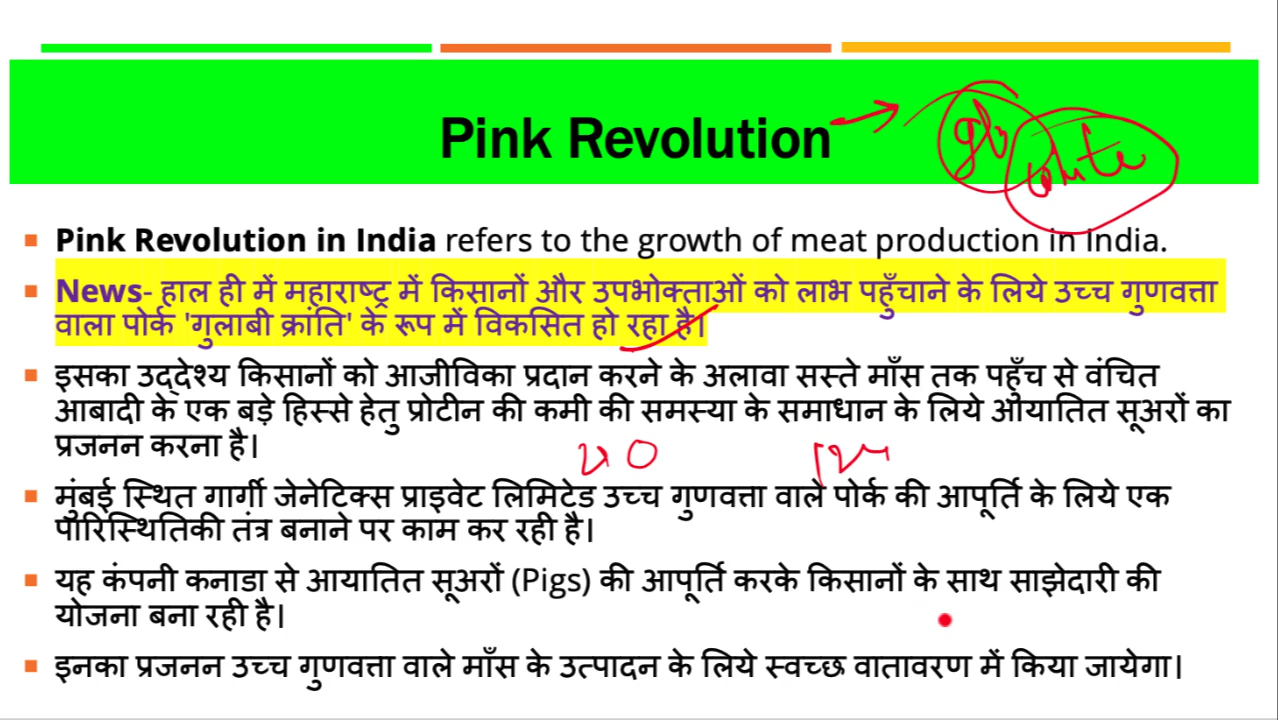 Pink Revolution
white
Pink Revolution in India refers to the growth of meat production in India.
News- हाल ही में महाराष्ट्र में किसानों और उपभोक्ताओं को लाभ पहुँचाने के लिये उच्च गुणवत्ता
वाला पोर्क 'गुलाबी क्रांति' के रूप में विकसित हो रहा है।
इसका उद्देश्य किसानों को आजीविका प्रदान करने के अलावा सस्ते माँस तक पहुँच से वंचित
आबादी के एक बड़े हिस्से हेतु प्रोटीन की कमी की समस्या के समाधान के लिये आयातित सूअरों का
प्रजनन करना है।
मुंबई स्थित गार्गी जेनेटिक्स प्राइवेट लिमिटेड उच्च गुणवत्ता वाले पोर्क की आपूर्ति के लिये एक
पारिस्थितिकी तंत्र बनाने पर काम कर रही है।
यह कंपनी कनाडा से आयातित सूअरों (Pigs) की आपूर्ति करके किसानों के साथ साझेदारी की
योजना बना रही है।
इनका प्रजनन उच्च गुणवत्ता वाले माँस के उत्पादन के लिये स्वच्छ वातावरण में किया जायेगा।